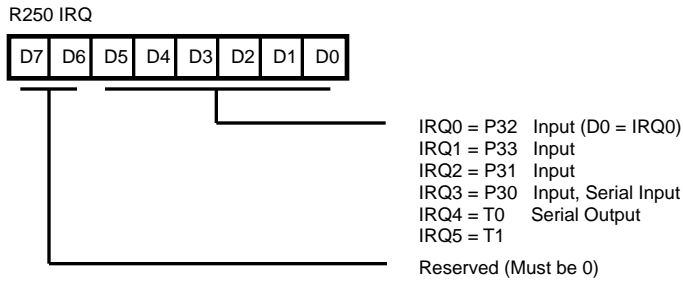 R250 IRQ
D7 D6 D5 D4 D3 D2 D1 D0
IRQ0 = P32 Input (D0 = IRQ0)
IRQ1 = P33 Input
IRQ2 = P31 Input
IRQ3 = P30 Input, Serial Input
IRQ4 = T0 Serial Output
IRQ5 = T1
Reserved (Must be 0)